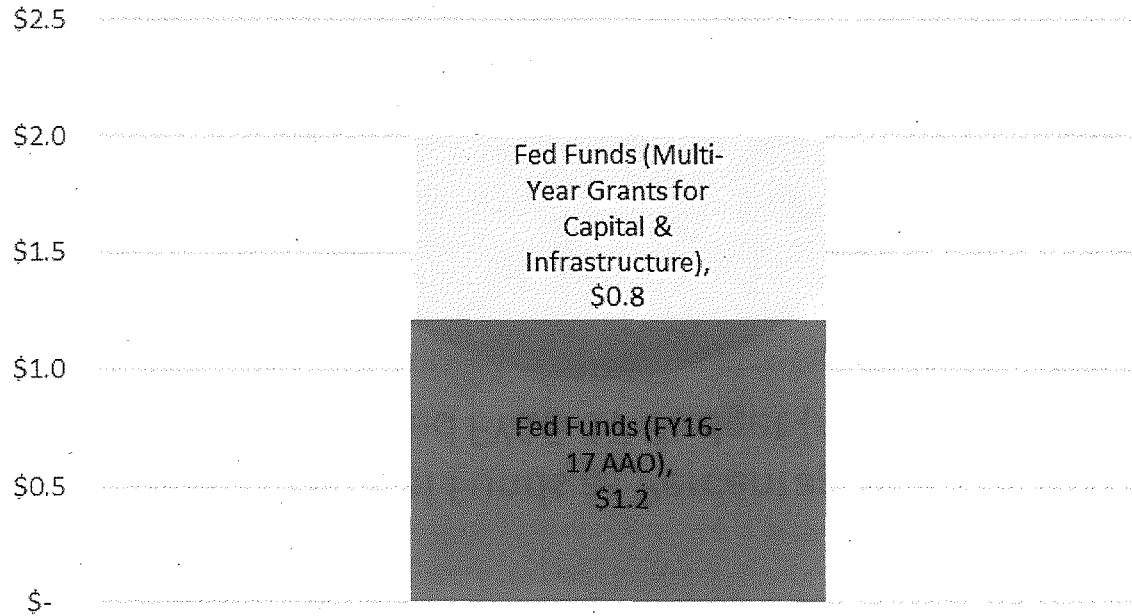 $2.5
$2.0
Fed Funds (Multi-
Year Grants for
Capital &
Infrastructure),
$0.8
$1.5
$1.0
Fed Funds (FY16-
17 AAO),
$1.2
$0.5
$-